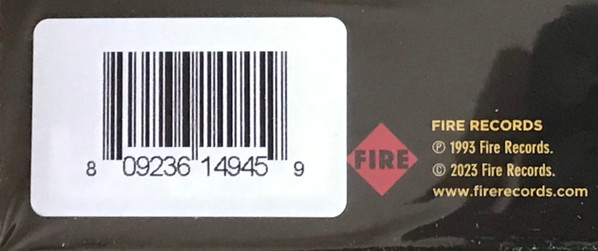 8 09236 14945 9
FIRE
FIRE RECORDS
℗ 1993 Fire Records.
© 2023 Fire Records.
www.firerecords.com